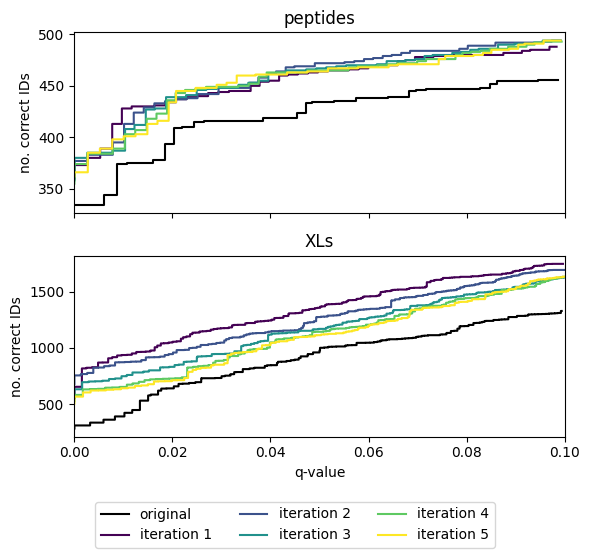 peptides
500
450
400
350
no. correct IDs
XLs
1500
1000
500
no. correct IDs
0.00 0.02 0.04 0.06 0.08 0.10
q-value
original iteration 2 iteration 4
iteration 1 iteration 3 iteration 5